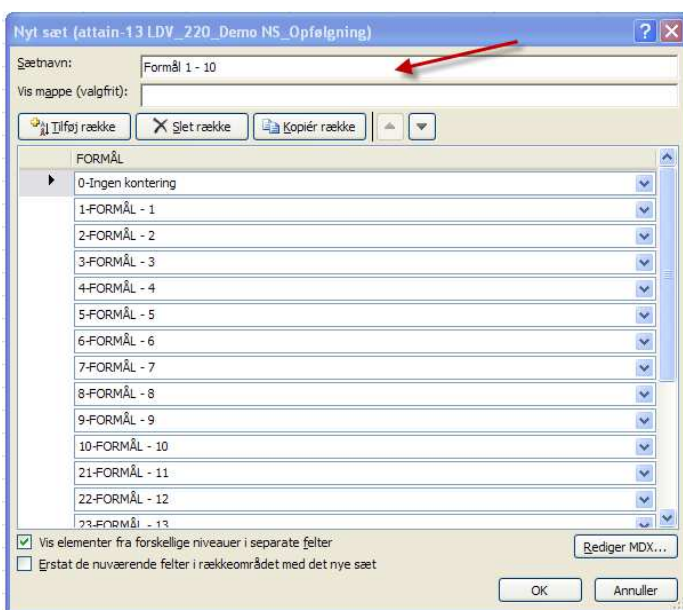 Nyt sæt (attain-13 LDV_220_Demo NS_Opfølgning)
Sætnavn: Formål 1 - 10
Vis mappe (valgfrit):
Tilføj række Slet række Kopiér række
FORMÅL
0-Ingen kontering
1-FORMÅL - 1
2-FORMÅL - 2
3-FORMÅL - 3
4-FORMÅL - 4
5-FORMÅL - 5
6-FORMÅL - 6
7-FORMÅL - 7
8-FORMÅL - 8
9-FORMÅL - 9
10-FORMÅL - 10
21-FORMÅL - 11
22-FORMÅL - 12
23-FORMÅL - 13
Vis elementer fra forskellige niveauer i separate felter
Rediger MDX...
Erstat de nuværende felter i rækkeområdet med det nye sæt
OK Annuller